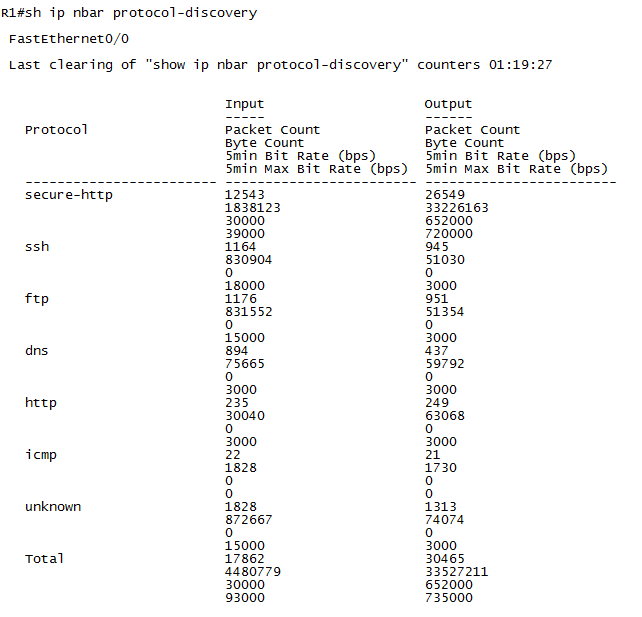 R1#sh ip nbar protocol-discovery
FastEthernet0/0
Last clearing of "show ip nbar protocol-discovery" counters 01:19:27
Input Output
----- ------
Protocol Packet Count Packet Count
Byte Count Byte Count
5min Bit Rate (bps) 5min Bit Rate (bps)
5min Max Bit Rate (bps) 5min Max Bit Rate (bps)
------------------------ ------------------------ ------------------------
secure-http 12543 26549
1838123 33226163
30000 652000
39000 720000
ssh 1164 945
830904 51030
0 0
18000 3000
ftp 1176 951
831552 51354
0 0
15000 3000
dns 894 437
75665 59792
0 0
3000 3000
http 235 249
30040 63068
0 0
3000 3000
icmp 22 21
1828 1730
0 0
0 0
unknown 1828 1313
872667 74074
0 0
15000 3000
Total 17862 30465
4480779 33527211
30000 652000
93000 735000